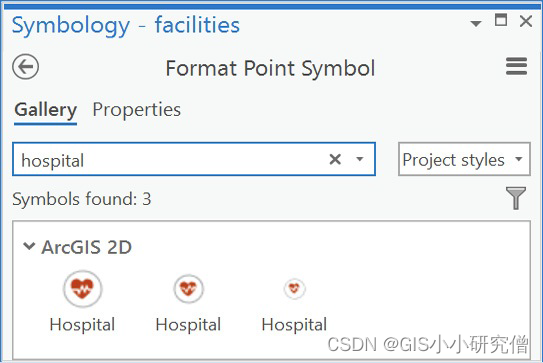 Symbology - facilities
Format Point Symbol
Gallery Properties
hospital Project styles
Symbols found: 3
ArcGIS 2D
Hospital Hospital Hospital
CSDN @GIS小小研究僧